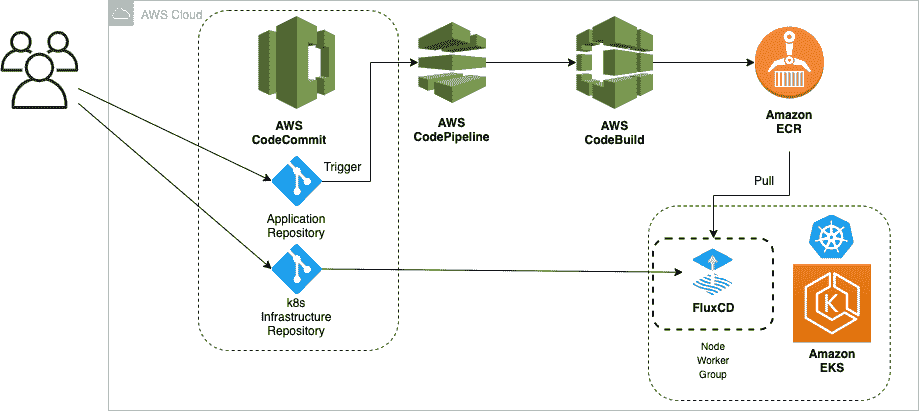 AWS Cloud
AWS
CodeCommit
AWS
CodePipeline
AWS
CodeBuild
Amazon
ECR
Trigger
Pull
Application
Repository
k8s
Infrastructure
Repository
FluxCD
Node
Worker
Group
K
Amazon
EKS